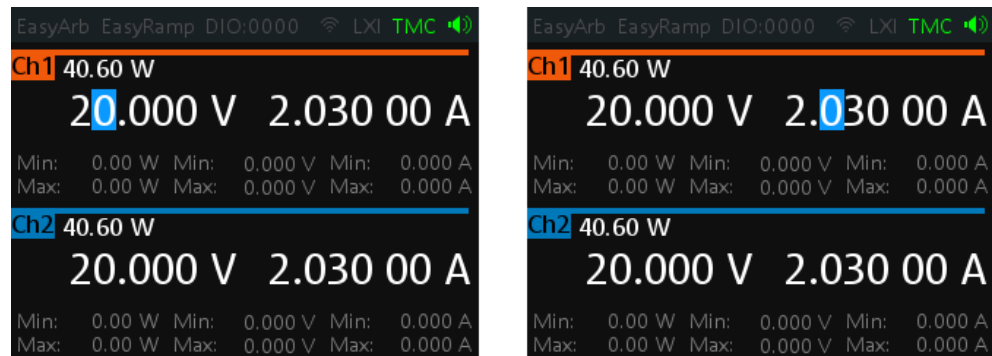 EasyArb EasyRamp DIO:0000 LXI TMC
Ch1 40.60 W
20.000 V 2.030 00 A
Min: 0.00 W Min: 0.000 V Min: 0.000 A
Max: 0.00 W Max: 0.000 V Max: 0.000 A
Ch2 40.60 W
20.000 V 2.030 00 A
Min: 0.00 W Min: 0.000 V Min: 0.000 A
Max: 0.00 W Max: 0.000 V Max: 0.000 A
EasyArb EasyRamp DIO:0000 LXI TMC
Ch1 40.60 W
20.000 V 2.030 00 A
Min: 0.00 W Min: 0.000 V Min: 0.000 A
Max: 0.00 W Max: 0.000 V Max: 0.000 A
Ch2 40.60 W
20.000 V 2.030 00 A
Min: 0.00 W Min: 0.000 V Min: 0.000 A
Max: 0.00 W Max: 0.000 V Max: 0.000 A